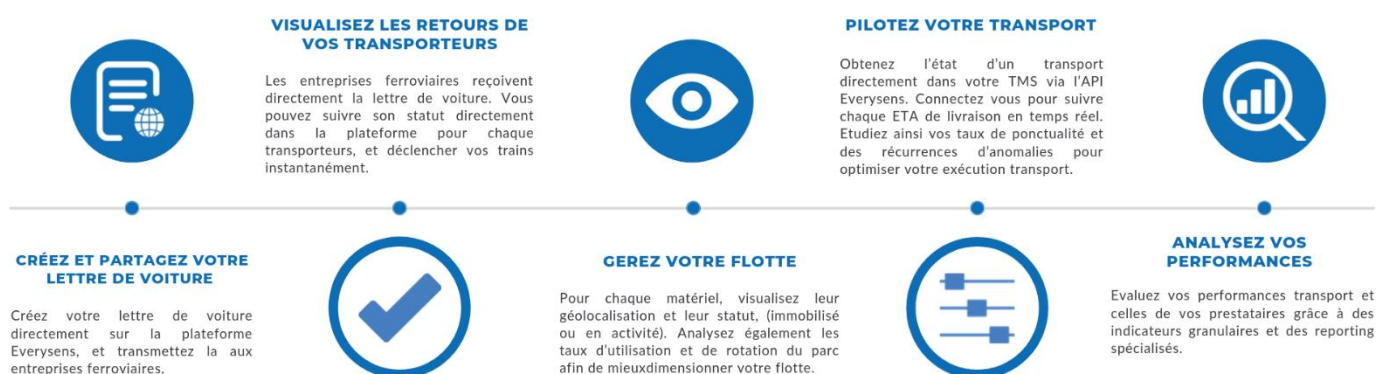 VISUALISEZ LES RETOURS DE
VOS TRANSPORTEURS
Les entreprises ferroviaires reçoivent
directement la lettre de voiture. Vous
pouvez suivre son statut directement
dans la plateforme pour chaque
transporteurs, et déclencher vos trains
instantanément.
PILOTEZ VOTRE TRANSPORT
Obtenez l'état d'un transport
directement dans votre TMS via l'API
Everysens. Connectez vous pour suivre
chaque ETA de livraison en temps réel.
Etudiez ainsi vos taux de ponctualité et
des récurrences d'anomalies pour
optimiser votre exécution transport.
CRÉEZ ET PARTAGEZ VOTRE
LETTRE DE VOITURE
Créez votre lettre de voiture
directement sur la plateforme
Everysens, et transmettez la aux
entreprises ferroviaires.
GEREZ VOTRE FLOTTE
Pour chaque matériel, visualisez leur
géolocalisation et leur statut, (immobilisé
ou en activité). Analysez également les
taux d'utilisation et de rotation du parc
afin de mieuxdimensionner votre flotte.
ANALYSEZ VOS
PERFORMANCES
Evaluez vos performances transport et
celles de vos prestataires grâce à des
indicateurs granulaires et des reporting
spécialisés.